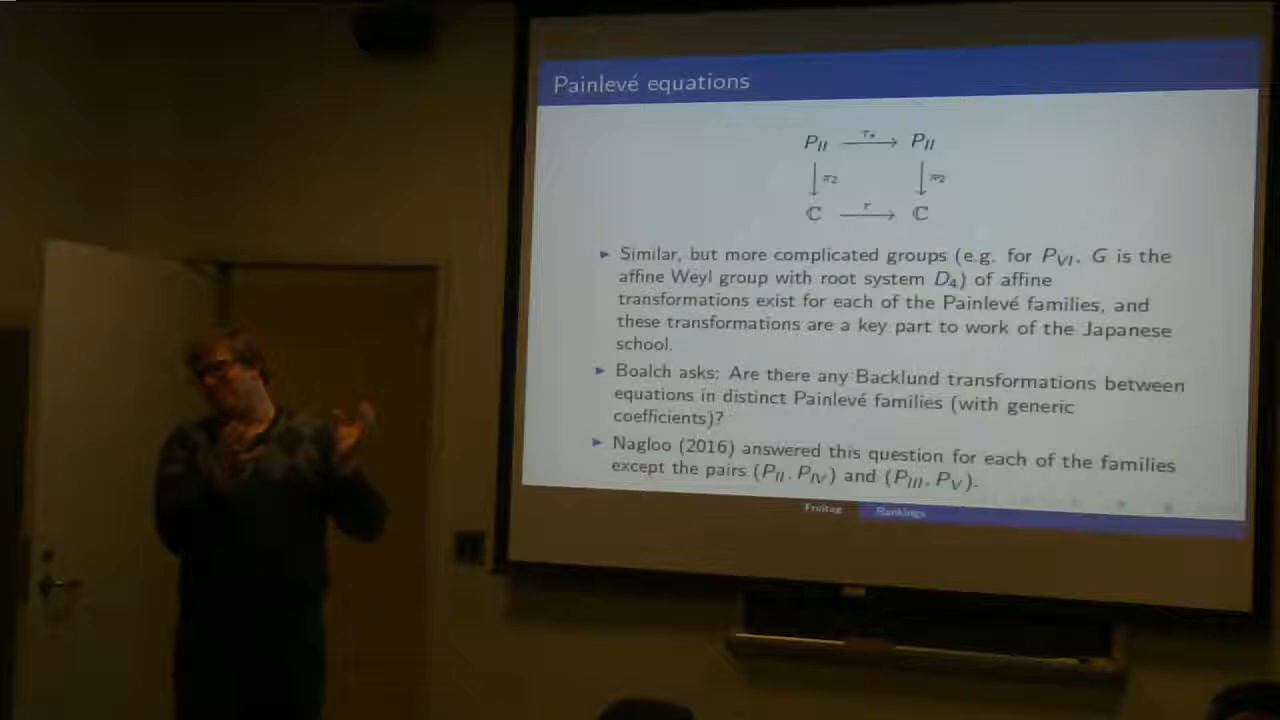 Painlevé equations
P_II τ_* P_II
π₂ π₂
ℂ r ℂ
▶ Similar, but more complicated groups (e.g. for P_VI, G is the
affine Weyl group with root system D₄) of affine
transformations exist for each of the Painlevé families, and
these transformations are a key part to work of the Japanese
school.
▶ Boalch asks: Are there any Backlund transformations between
equations in distinct Painlevé families (with generic
coefficients)?
▶ Nagloo (2016) answered this question for each of the families
except the pairs (P_II, P_IV) and (P_III, P_V).
Freitag Rankings